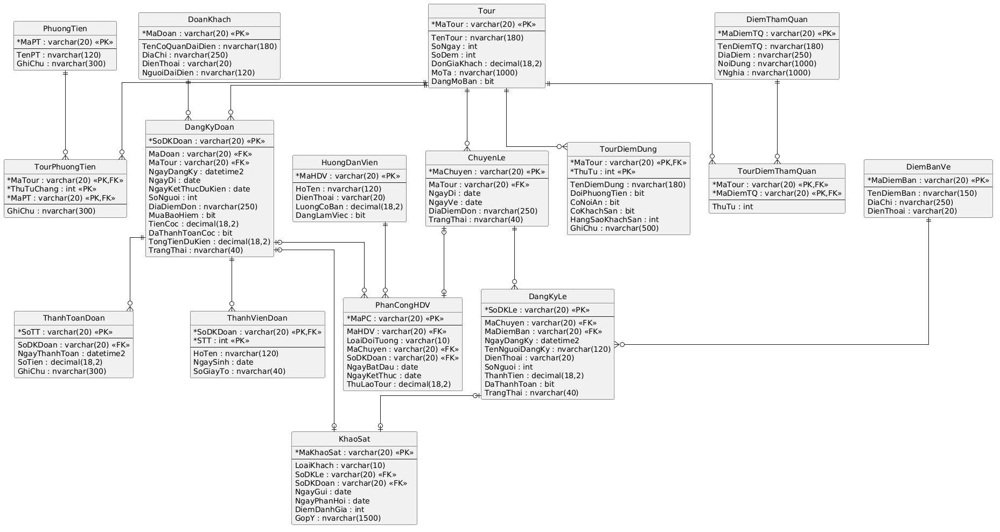 PhuongTien
*MaPT : varchar(20) «PK»
TenPT : nvarchar(120)
GhiChu : nvarchar(300)
DoanKhach
*MaDoan : varchar(20) «PK»
TenCoQuanDaiDien : nvarchar(180)
DiaChi : nvarchar(250)
DienThoai : varchar(20)
NguoiDaiDien : nvarchar(120)
Tour
*MaTour : varchar(20) «PK»
TenTour : nvarchar(180)
SoNgay : int
SoDem : int
DonGiaKhach : decimal(18,2)
MoTa : nvarchar(1000)
DangMoBan : bit
DiemThamQuan
*MaDiemTQ : varchar(20) «PK»
TenDiemTQ : nvarchar(180)
DiaDiem : nvarchar(250)
NoiDung : nvarchar(1000)
YNghia : nvarchar(1000)
TourPhuongTien
*MaTour : varchar(20) «PK,FK»
*ThuTuChang : int «PK»
*MaPT : varchar(20) «PK,FK»
GhiChu : nvarchar(300)
DangKyDoan
*SoDKDoan : varchar(20) «PK»
MaDoan : varchar(20) «FK»
MaTour : varchar(20) «FK»
NgayDangKy : datetime2
NgayDi : date
NgayKetThucDuKien : date
SoNguoi : int
DiaDiemDon : nvarchar(250)
MuaBaoHiem : bit
TienCoc : decimal(18,2)
DaThanhToanCoc : bit
TongTienDuKien : decimal(18,2)
TrangThai : nvarchar(40)
HuongDanVien
*MaHDV : varchar(20) «PK»
HoTen : nvarchar(120)
DienThoai : varchar(20)
LuongCoBan : decimal(18,2)
DangLamViec : bit
ChuyenLe
*MaChuyen : varchar(20) «PK»
MaTour : varchar(20) «FK»
NgayDi : date
NgayVe : date
DiaDiemDon : nvarchar(250)
TrangThai : nvarchar(40)
TourDiemDung
*MaTour : varchar(20) «PK,FK»
*ThuTu : int «PK»
TenDiemDung : nvarchar(180)
DoiPhuongTien : bit
CoNoiAn : bit
CoKhachSan : bit
HangSaoKhachSan : int
GhiChu : nvarchar(500)
TourDiemThamQuan
*MaTour : varchar(20) «PK,FK»
*MaDiemTQ : varchar(20) «PK,FK»
ThuTu : int
DiemBanVe
*MaDiemBan : varchar(20) «PK»
TenDiemBan : nvarchar(150)
DiaChi : nvarchar(250)
DienThoai : varchar(20)
ThanhToanDoan
*SoTT : varchar(20) «PK»
SoDKDoan : varchar(20) «FK»
NgayThanhToan : datetime2
SoTien : decimal(18,2)
GhiChu : nvarchar(300)
ThanhVienDoan
*SoDKDoan : varchar(20) «PK,FK»
*STT : int «PK»
HoTen : nvarchar(120)
NgaySinh : date
SoGiayTo : nvarchar(40)
PhanCongHDV
*MaPC : varchar(20) «PK»
MaHDV : varchar(20) «FK»
LoaiDoiTuong : varchar(10)
MaChuyen : varchar(20) «FK»
SoDKDoan : varchar(20) «FK»
NgayBatDau : date
NgayKetThuc : date
ThuLaoTour : decimal(18,2)
DangKyLe
*SoDKLe : varchar(20) «PK»
MaChuyen : varchar(20) «FK»
MaDiemBan : varchar(20) «FK»
NgayDangKy : datetime2
TenNguoiDangKy : nvarchar(120)
DienThoai : varchar(20)
SoNguoi : int
ThanhTien : decimal(18,2)
DaThanhToan : bit
TrangThai : nvarchar(40)
KhaoSat
*MaKhaoSat : varchar(20) «PK»
LoaiKhach : varchar(10)
SoDKLe : varchar(20) «FK»
SoDKDoan : varchar(20) «FK»
NgayGui : date
NgayPhanHoi : date
DiemDanhGia : int
GopY : nvarchar(1500)